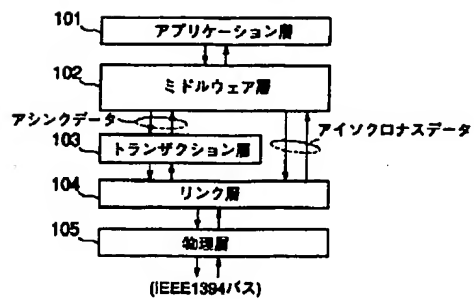 101
アプリケーション層
102
ミドルウェア層
アシンクデータ
アイソクロナスデータ
103
トランザクション層
104
リンク層
105
物理層
(IEEE1394バス)